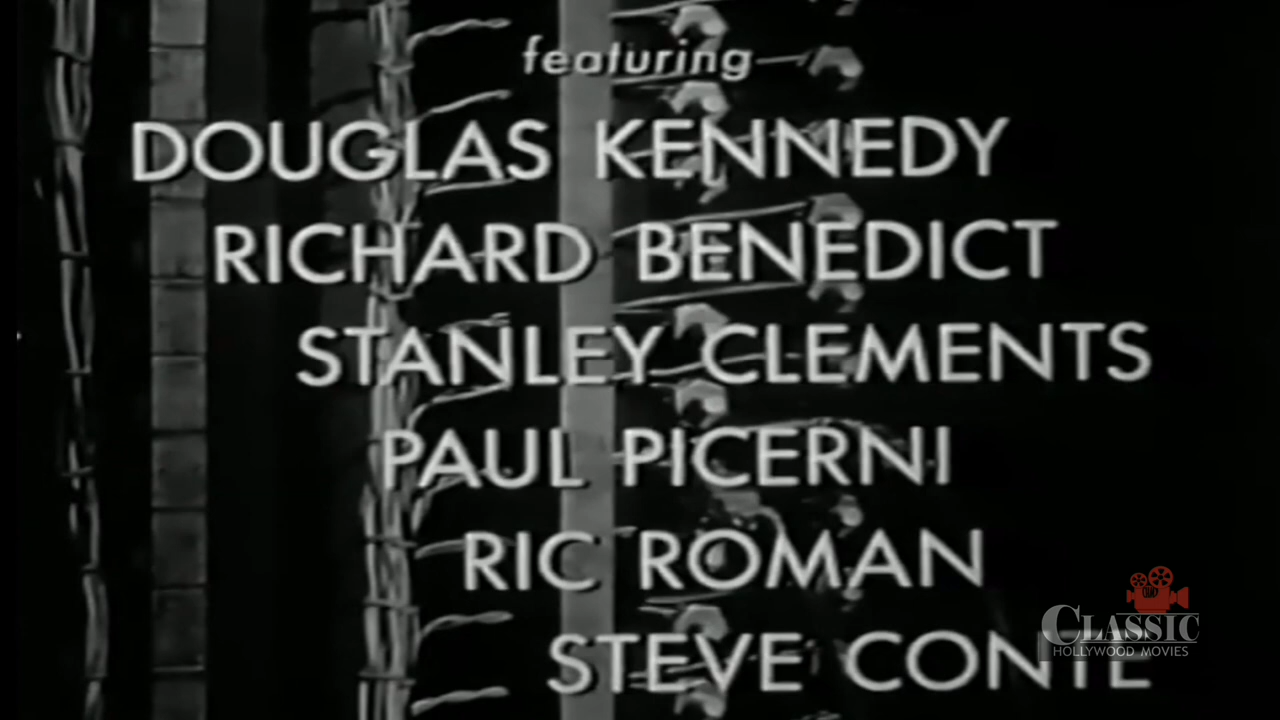 featuring
DOUGLAS KENNEDY
RICHARD BENEDICT
STANLEY CLEMENTS
PAUL PICERNI
RIC ROMAN
STEVE CONTE
CLASSIC
HOLLYWOOD MOVIES